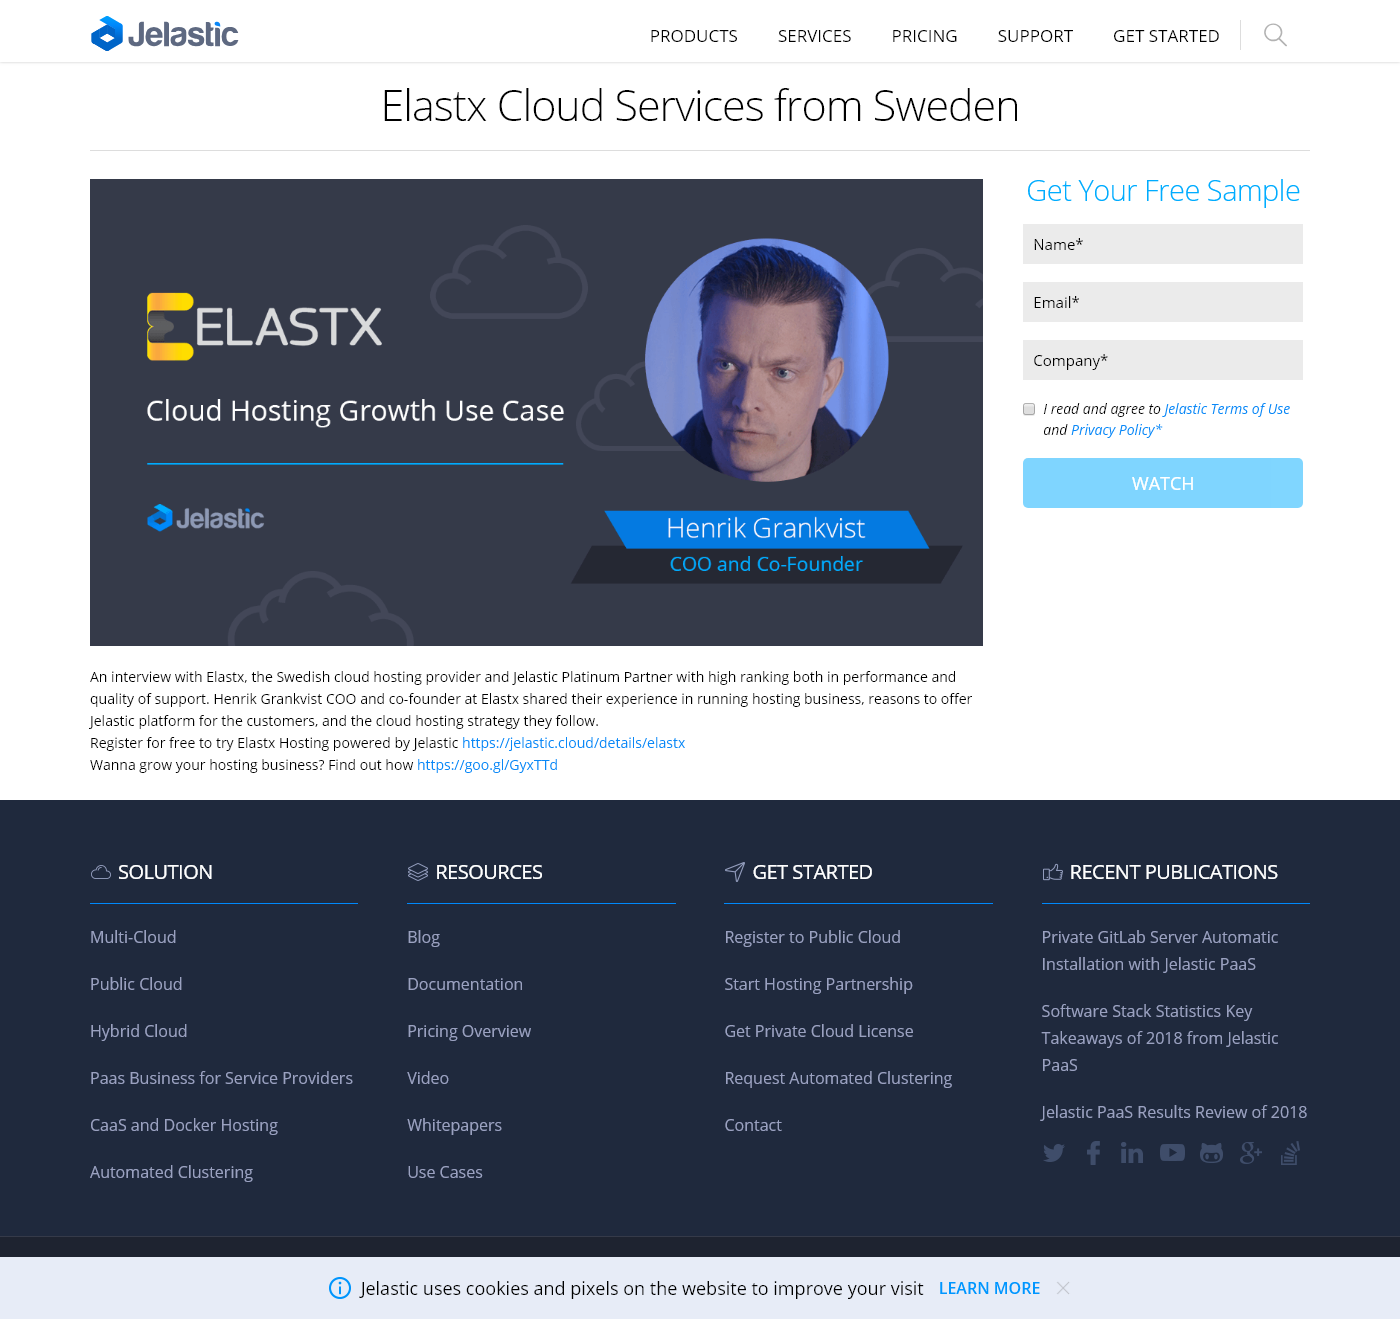 Jelastic
PRODUCTS
SERVICES
PRICING
SUPPORT
GET STARTED
Elastx Cloud Services from Sweden
ELASTX
Cloud Hosting Growth Use Case
Jelastic
Henrik Grankvist
COO and Co-Founder
Get Your Free Sample
Name*
Email*
Company*
I read and agree to Jelastic Terms of Use
and Privacy Policy*
WATCH
An interview with Elastx, the Swedish cloud hosting provider and Jelastic Platinum Partner with high ranking both in performance and
quality of support. Henrik Grankvist COO and co-founder at Elastx shared their experience in running hosting business, reasons to offer
Jelastic platform for the customers, and the cloud hosting strategy they follow.
Register for free to try Elastx Hosting powered by Jelastic https://jelastic.cloud/details/elastx
Wanna grow your hosting business? Find out how https://goo.gl/GyxTTd
SOLUTION
Multi-Cloud
Public Cloud
Hybrid Cloud
Paas Business for Service Providers
CaaS and Docker Hosting
Automated Clustering
RESOURCES
Blog
Documentation
Pricing Overview
Video
Whitepapers
Use Cases
GET STARTED
Register to Public Cloud
Start Hosting Partnership
Get Private Cloud License
Request Automated Clustering
Contact
RECENT PUBLICATIONS
Private GitLab Server Automatic
Installation with Jelastic PaaS
Software Stack Statistics Key
Takeaways of 2018 from Jelastic
PaaS
Jelastic PaaS Results Review of 2018
Jelastic uses cookies and pixels on the website to improve your visit LEARN MORE